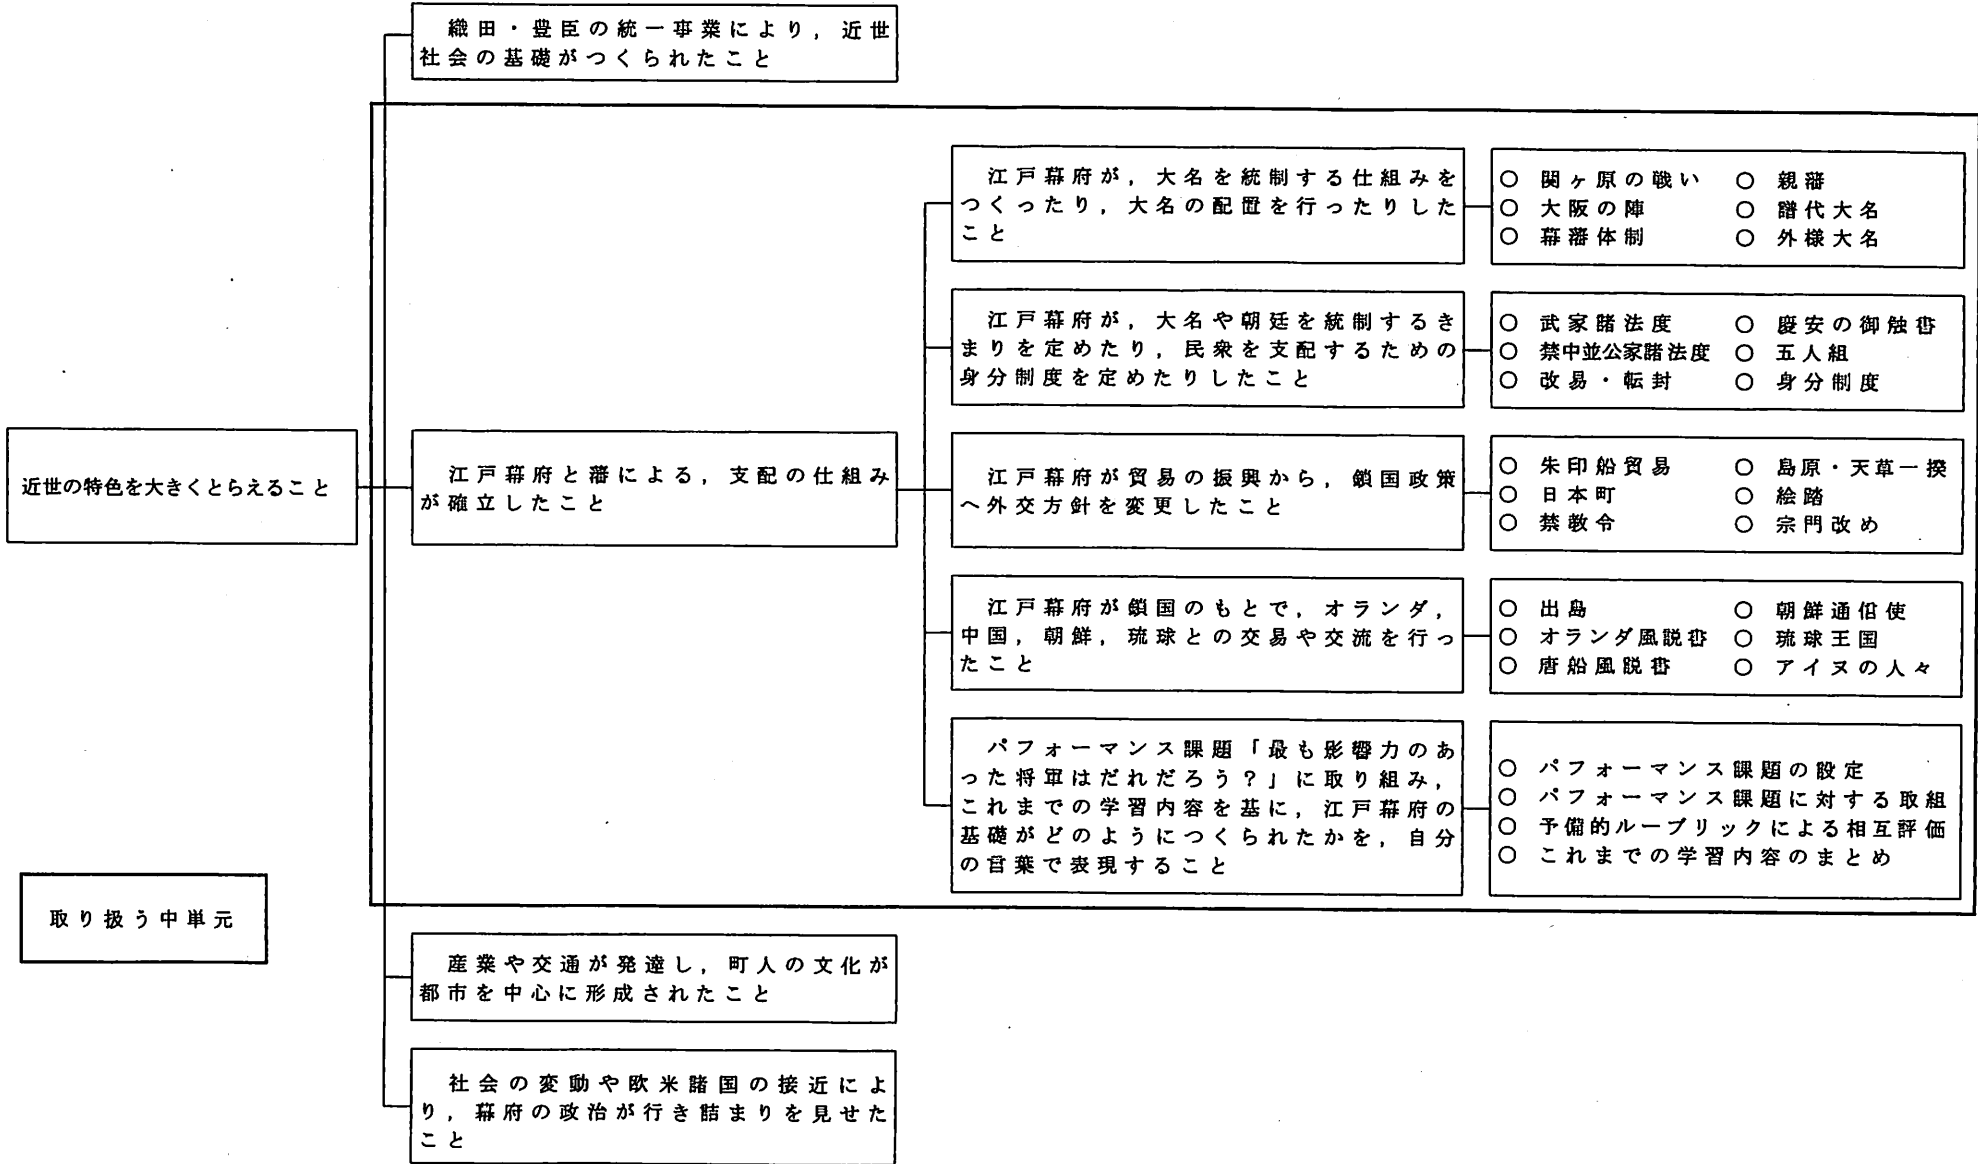 織田・豊臣の統一事業により，近世
社会の基礎がつくられたこと
江戸幕府が，大名を統制する仕組みを
つくったり，大名の配置を行ったりした
こと
○ 関ヶ原の戦い ○ 親藩
○ 大阪の陣 ○ 譜代大名
○ 幕藩体制 ○ 外様大名
江戸幕府が，大名や朝廷を統制するき
まりを定めたり，民衆を支配するための
身分制度を定めたりしたこと
○ 武家諸法度 ○ 慶安の御触書
○ 禁中並公家諸法度 ○ 五人組
○ 改易・転封 ○ 身分制度
近世の特色を大きくとらえること
江戸幕府と藩による，支配の仕組み
が確立したこと
江戸幕府が貿易の振興から，鎖国政策
へ外交方針を変更したこと
○ 朱印船貿易 ○ 島原・天草一揆
○ 日本町 ○ 絵踏
○ 禁教令 ○ 宗門改め
江戸幕府が鎖国のもとで，オランダ，
中国，朝鮮，琉球との交易や交流を行っ
たこと
○ 出島 ○ 朝鮮通信使
○ オランダ風説書 ○ 琉球王国
○ 唐船風説書 ○ アイヌの人々
パフォーマンス課題「最も影響力のあ
った将軍はだれだろう？」に取り組み，
これまでの学習内容を基に，江戸幕府の
基礎がどのようにつくられたかを，自分
の言葉で表現すること
○ パフォーマンス課題の設定
○ パフォーマンス課題に対する取組
○ 予備的ルーブリックによる相互評価
○ これまでの学習内容のまとめ
取り扱う中単元
産業や交通が発達し，町人の文化が
都市を中心に形成されたこと
社会の変動や欧米諸国の接近によ
り，幕府の政治が行き詰まりを見せた
こと